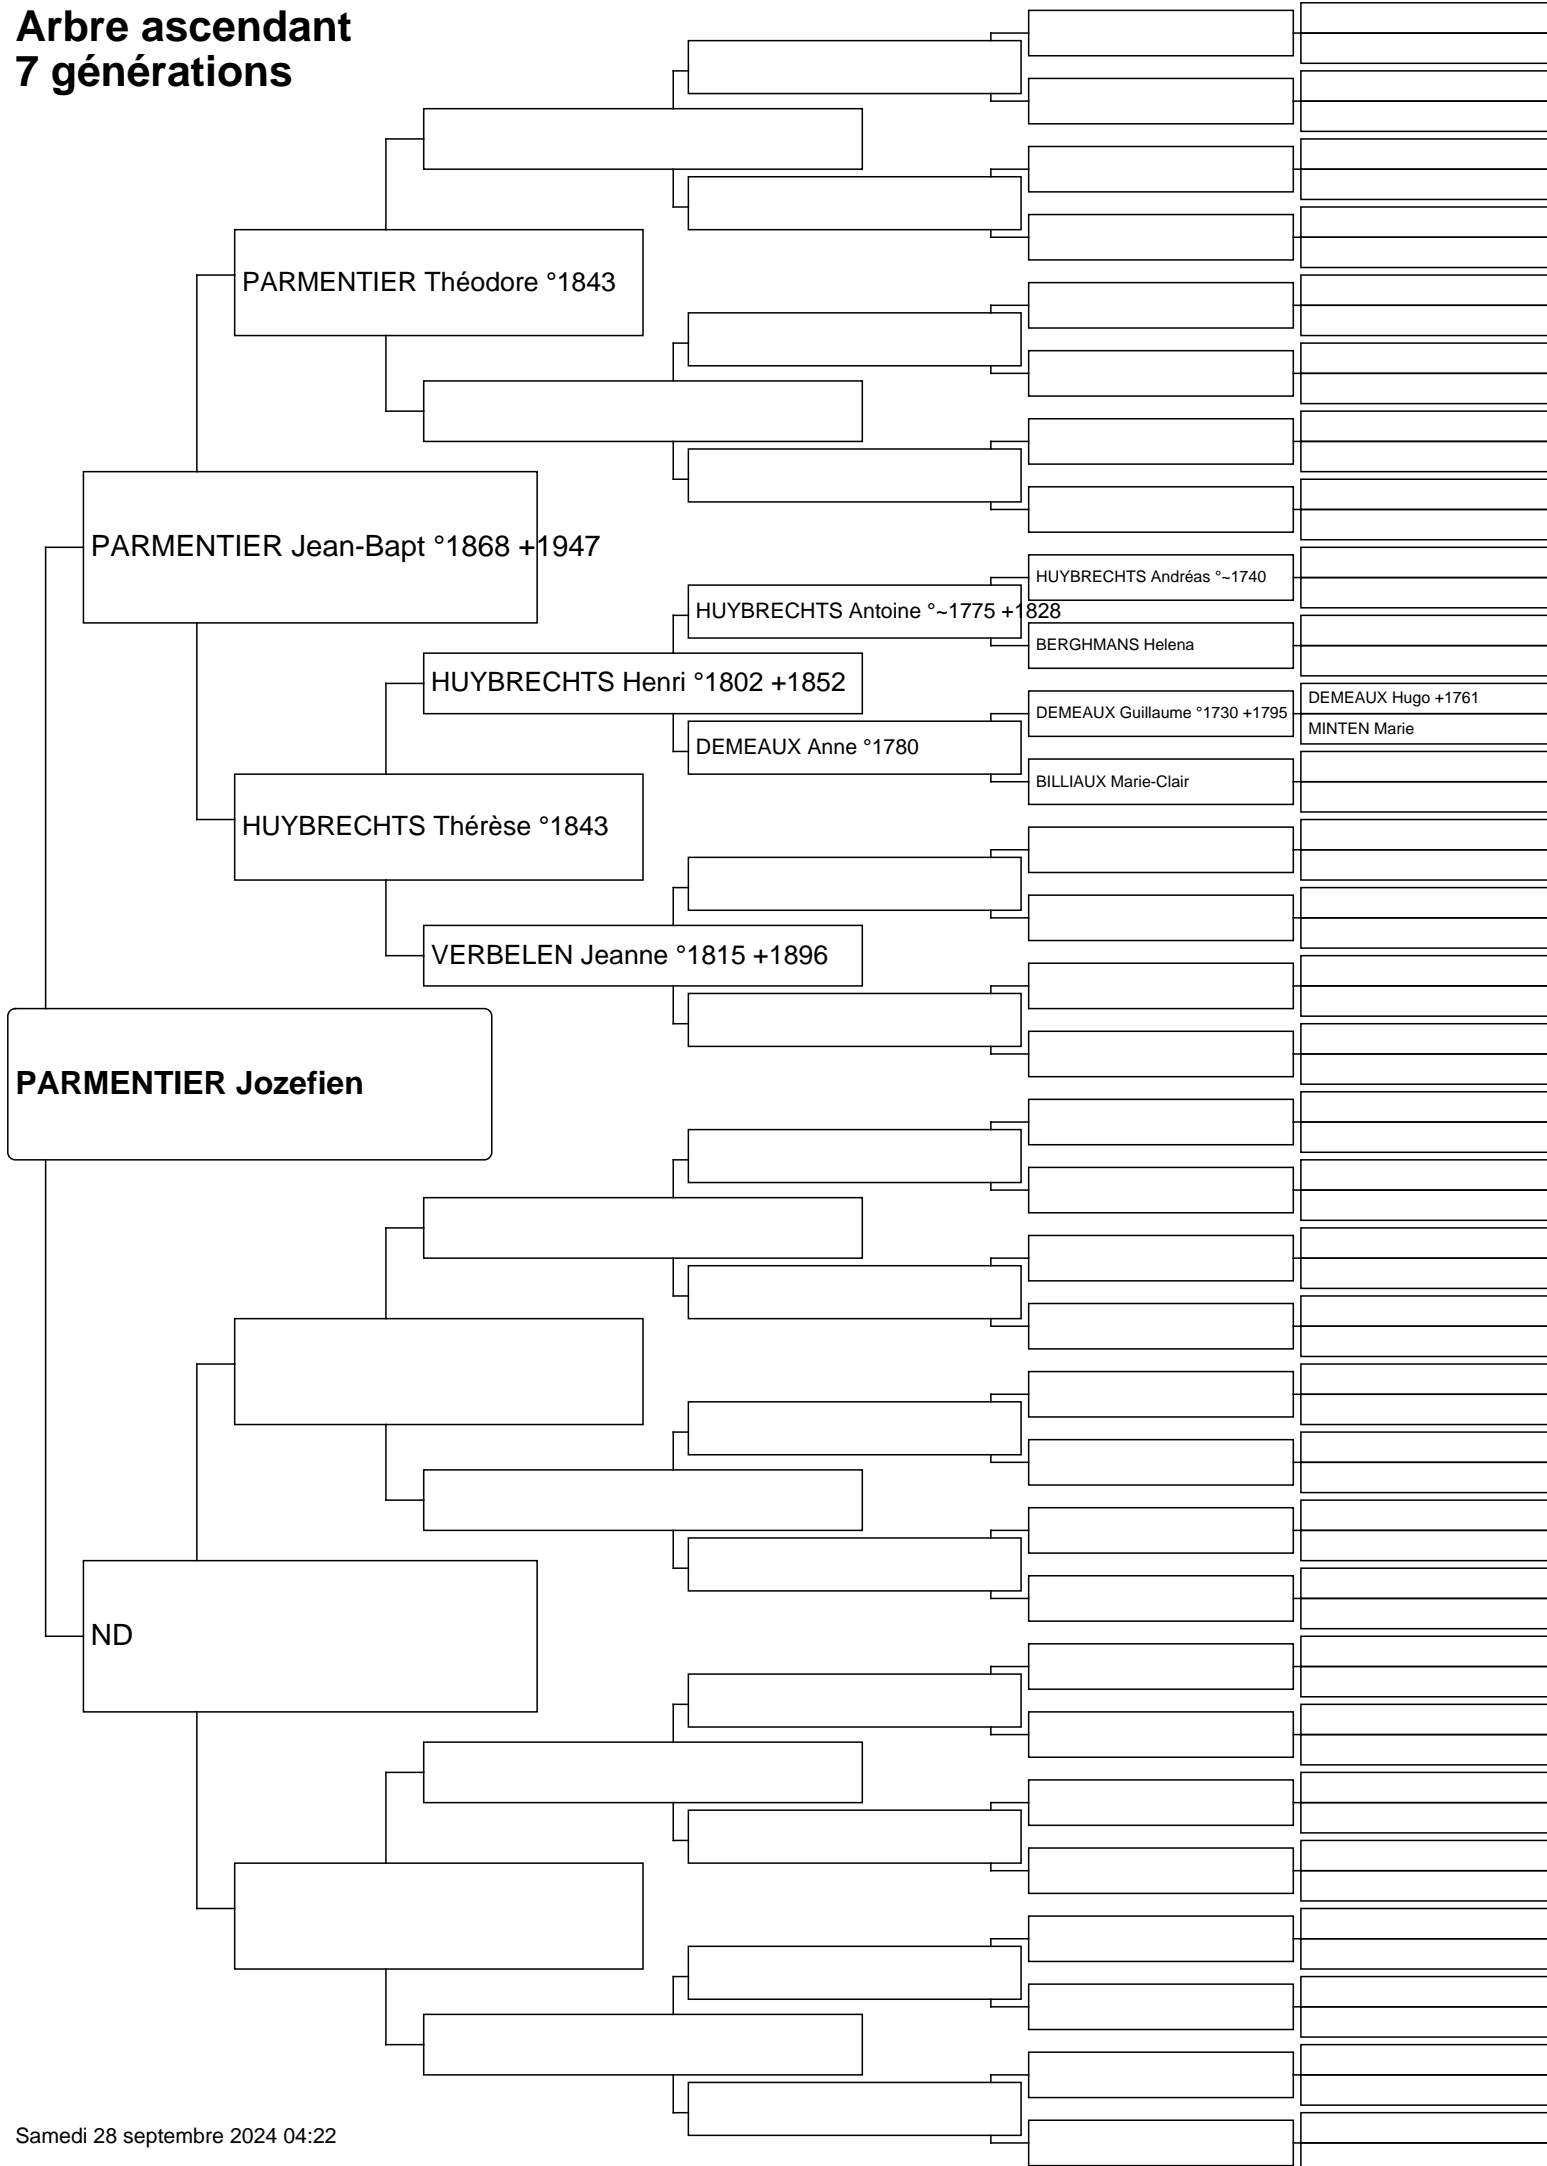 Arbre ascendant
7 générations
PARMENTIER Théodore °1843
PARMENTIER Jean-Bapt °1868 +1947
HUYBRECHTS Andréas °~1740
HUYBRECHTS Antoine °~1775 +1828
BERGHMANS Helena
HUYBRECHTS Henri °1802 +1852
DEMEAUX Hugo +1761
DEMEAUX Guillaume °1730 +1795
MINTEN Marie
DEMEAUX Anne °1780
BILLIAUX Marie-Clair
HUYBRECHTS Thérèse °1843
VERBELEN Jeanne °1815 +1896
PARMENTIER Jozefien
ND
Samedi 28 septembre 2024 04:22